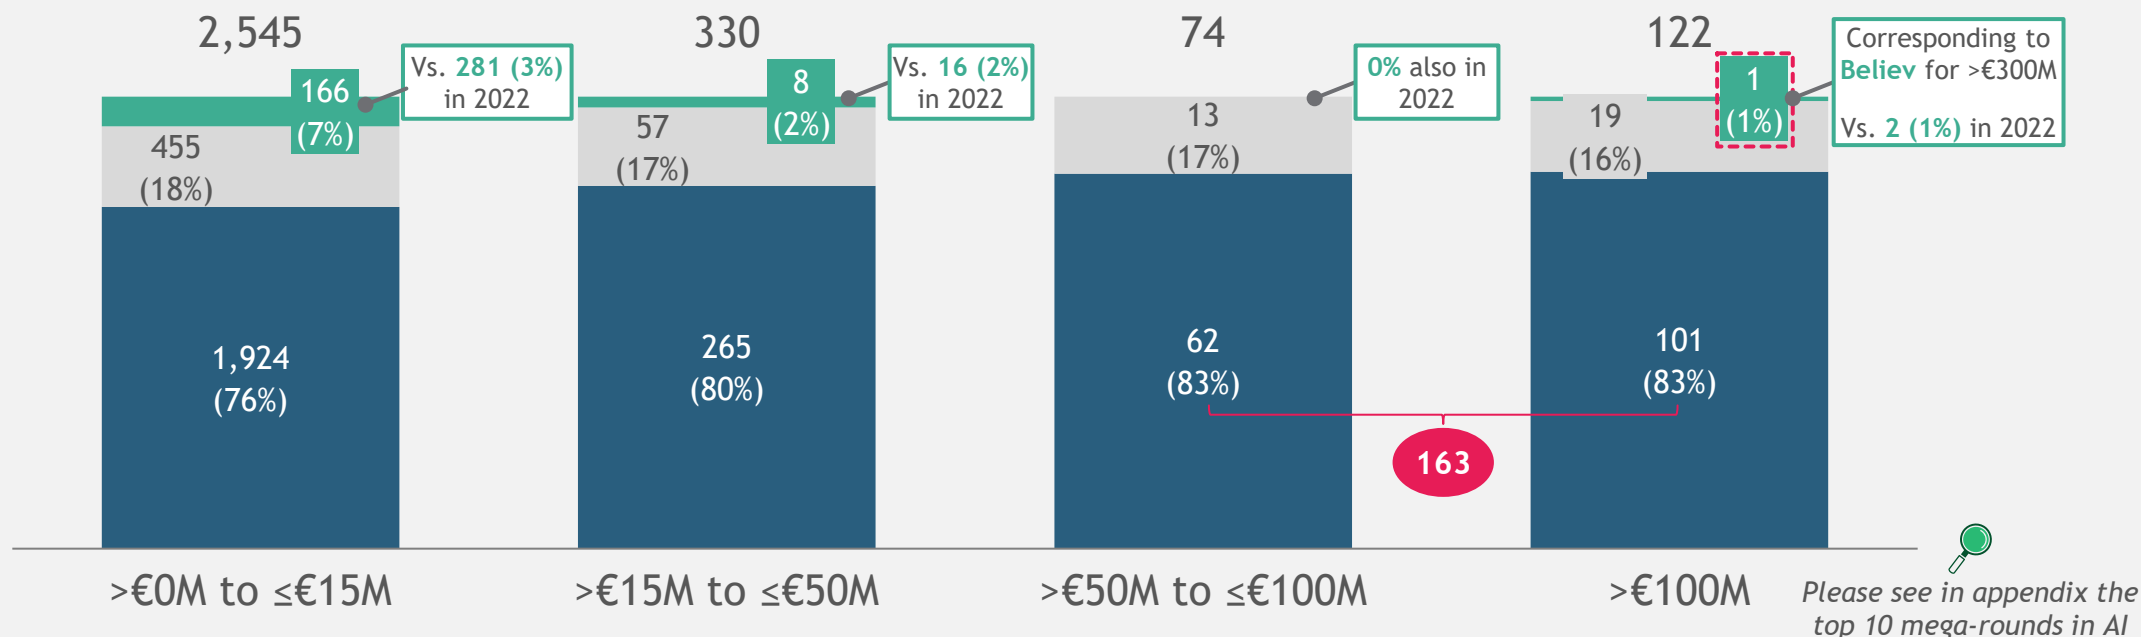 2,545
166
(7%)
Vs. 281 (3%)
in 2022
455
(18%)
1,924
(76%)
>€0M to ≤€15M
330
8
(2%)
Vs. 16 (2%)
in 2022
57
(17%)
265
(80%)
>€15M to ≤€50M
74
0% also in
2022
13
(17%)
62
(83%)
>€50M to ≤€100M
122
1
(1%)
Corresponding to
Believ for >€300M
Vs. 2 (1%) in 2022
19
(16%)
101
(83%)
163
>€100M
Please see in appendix the
top 10 mega-rounds in AI